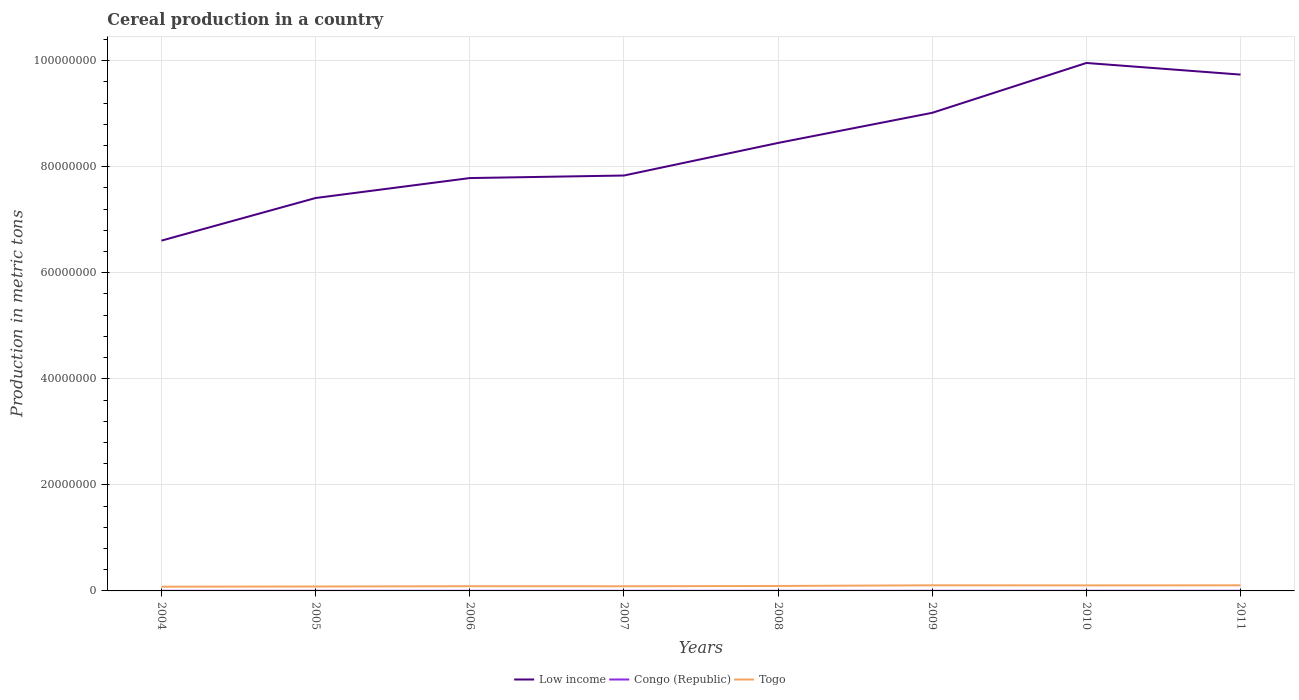 Cereal production in a country
Production in metric tons
100000000
80000000
60000000
40000000
20000000
0
2004
2005
2006
2007
2008
2009
2010
2011
Years
Low income
Congo (Republic)
Togo